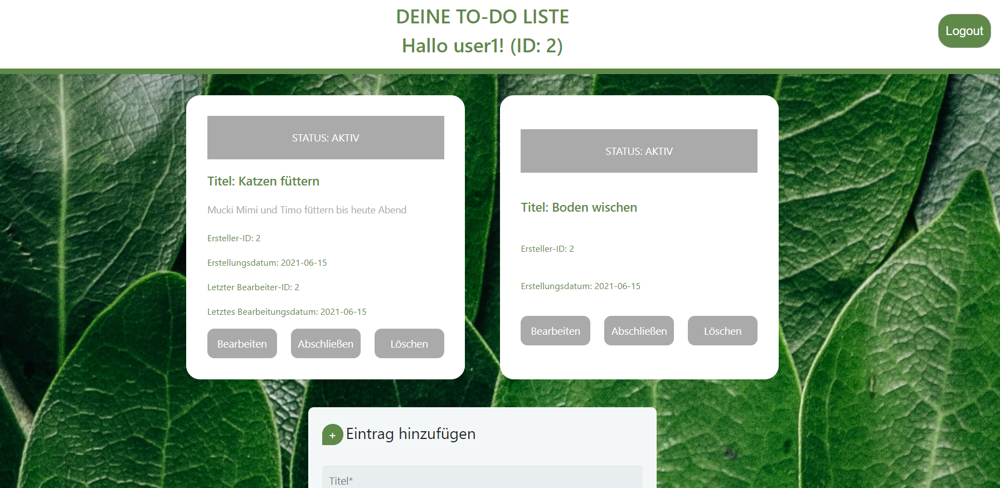 DEINE TO-DO LISTE
Hallo user1! (ID: 2)
Logout
STATUS: AKTIV
Titel: Katzen füttern
Mucki Mimi und Timo füttern bis heute Abend
Ersteller-ID: 2
Erstellungsdatum: 2021-06-15
Letzter Bearbeiter-ID: 2
Letztes Bearbeitungsdatum: 2021-06-15
Bearbeiten Abschließen Löschen
STATUS: AKTIV
Titel: Boden wischen
Ersteller-ID: 2
Erstellungsdatum: 2021-06-15
Bearbeiten Abschließen Löschen
+ Eintrag hinzufügen
Titel*